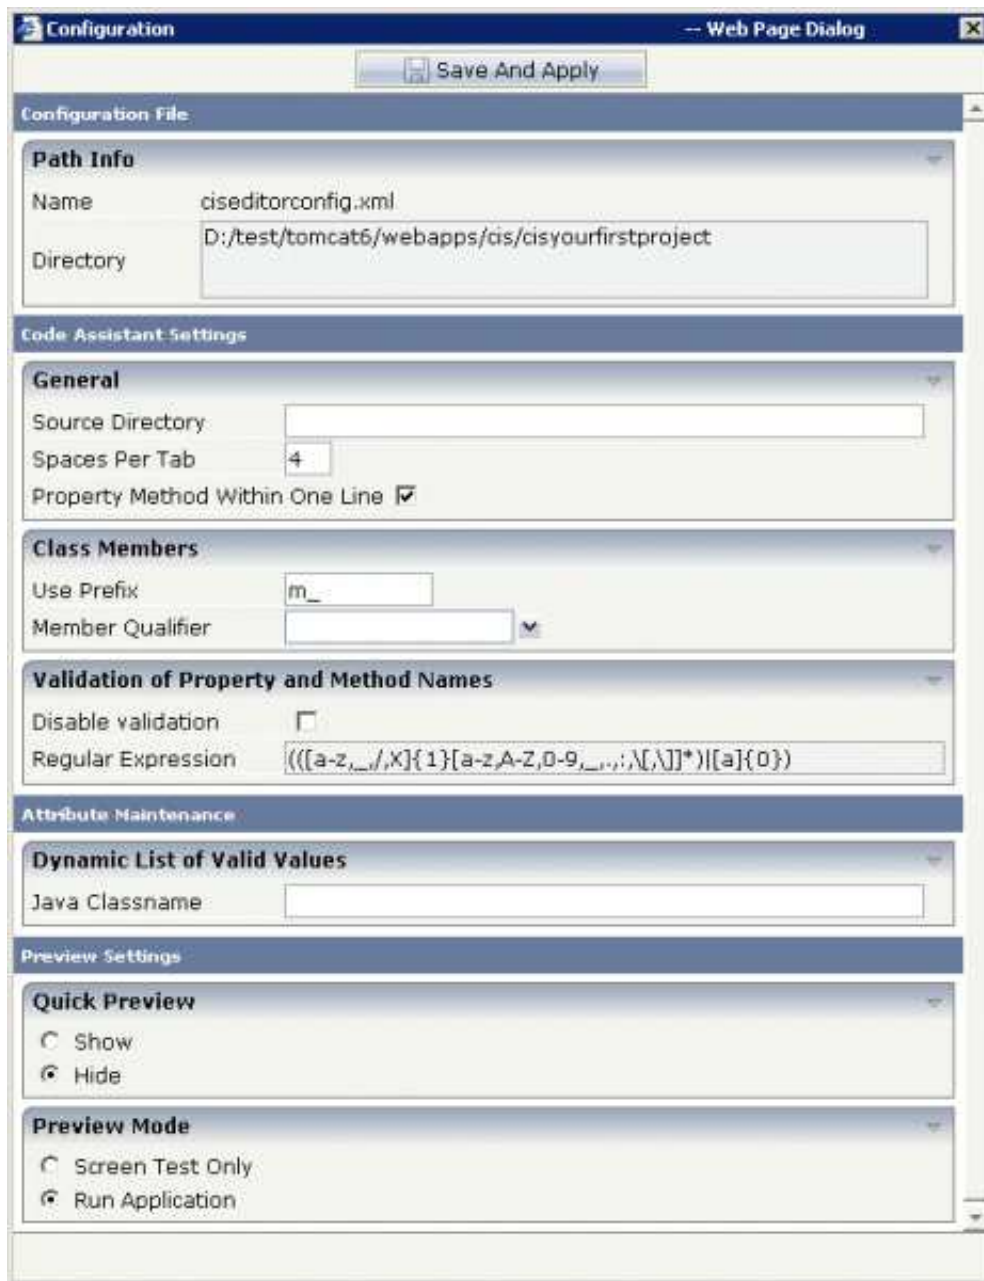 Configuration -- Web Page Dialog
Save And Apply
Configuration File
Path Info
Name ciseditorconfig.xml
Directory D:/test/tomcat6/webapps/cis/cisyourfirstproject
Code Assistant Settings
General
Source Directory
Spaces Per Tab 4
Property Method Within One Line
Class Members
Use Prefix m_
Member Qualifier
Validation of Property and Method Names
Disable validation
Regular Expression (([a-z,_,/,X]{1}[a-z,A-Z,0-9,_,.,:,\[,\]]*)|[a]{0})
Attribute Maintenance
Dynamic List of Valid Values
Java Classname
Preview Settings
Quick Preview
Show
Hide
Preview Mode
Screen Test Only
Run Application